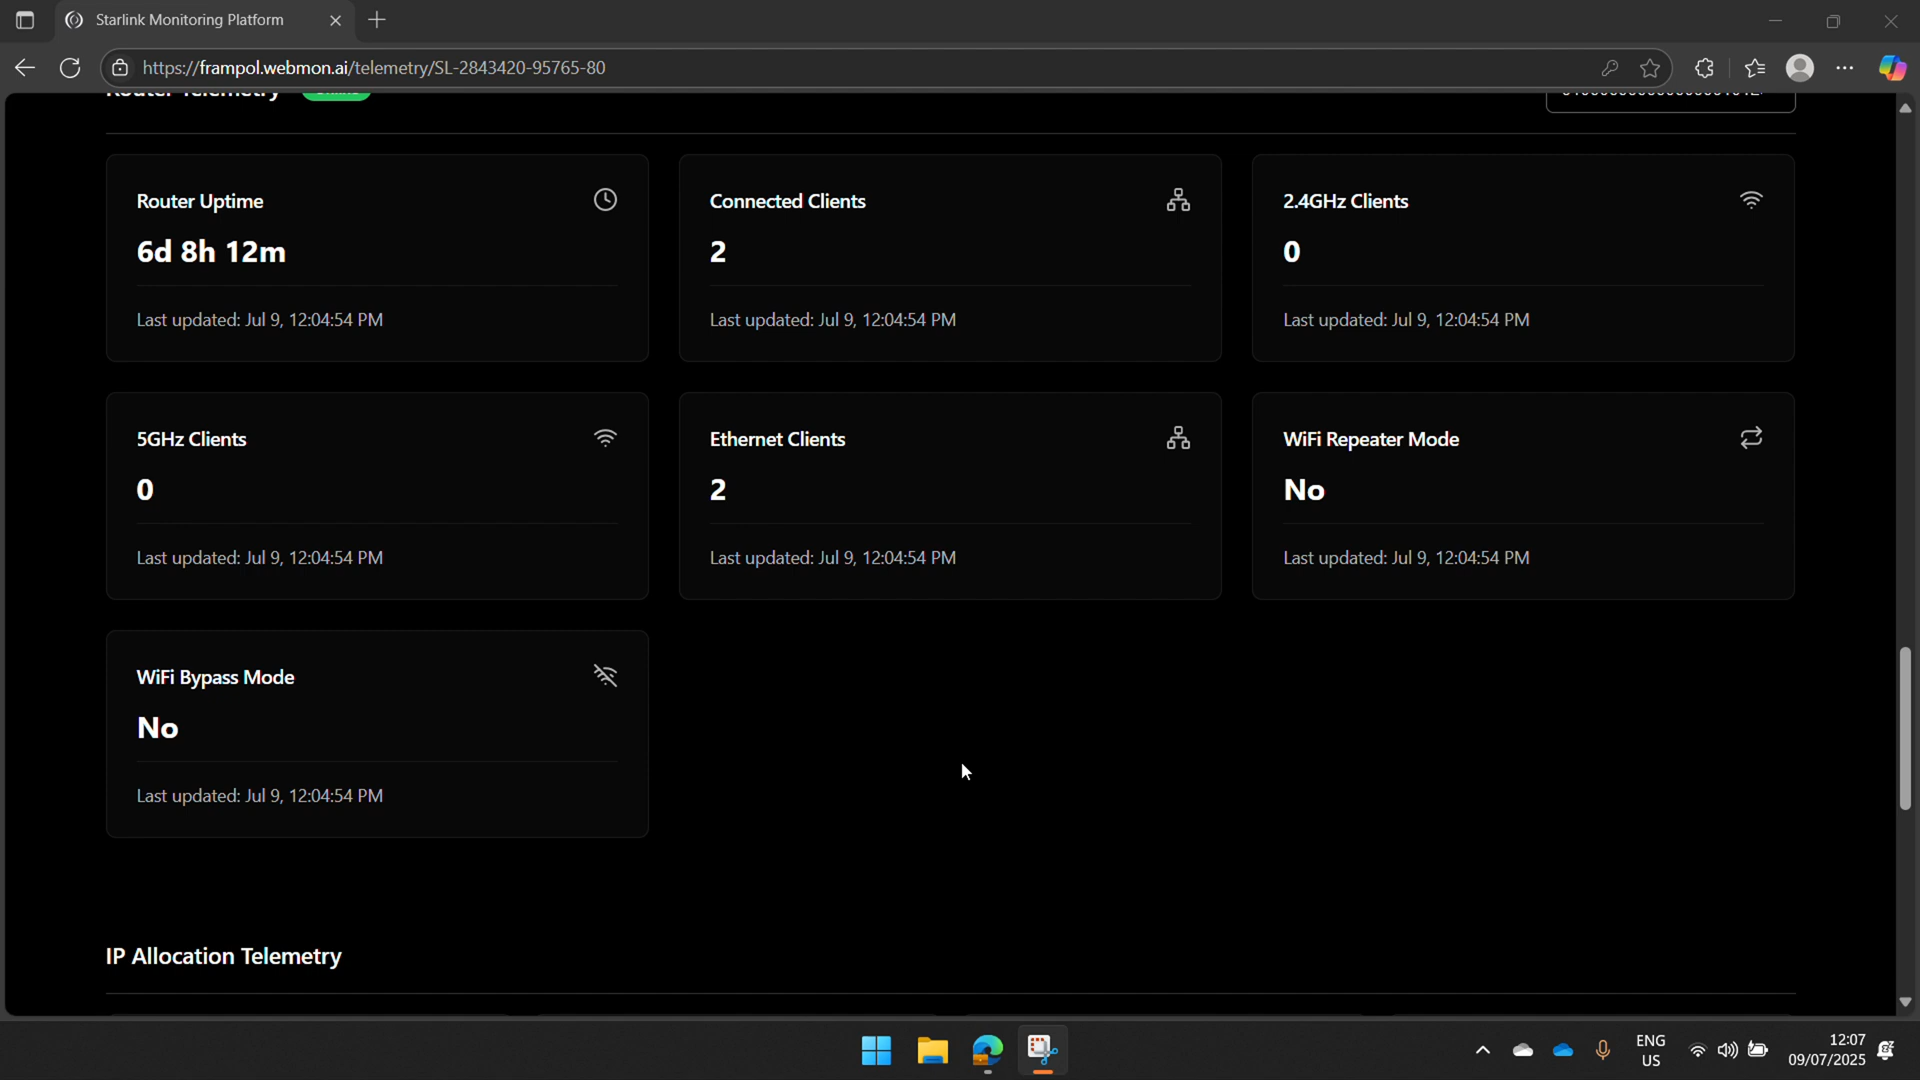 Starlink Monitoring Platform
https://frampol.webmon.ai/telemetry/SL-2843420-95765-80
Router Telemetry
Online
Router Uptime
6d 8h 12m
Last updated: Jul 9, 12:04:54 PM
Connected Clients
2
Last updated: Jul 9, 12:04:54 PM
2.4GHz Clients
0
Last updated: Jul 9, 12:04:54 PM
5GHz Clients
0
Last updated: Jul 9, 12:04:54 PM
Ethernet Clients
2
Last updated: Jul 9, 12:04:54 PM
WiFi Repeater Mode
No
Last updated: Jul 9, 12:04:54 PM
WiFi Bypass Mode
No
Last updated: Jul 9, 12:04:54 PM
IP Allocation Telemetry
ENG
US
12:07
09/07/2025